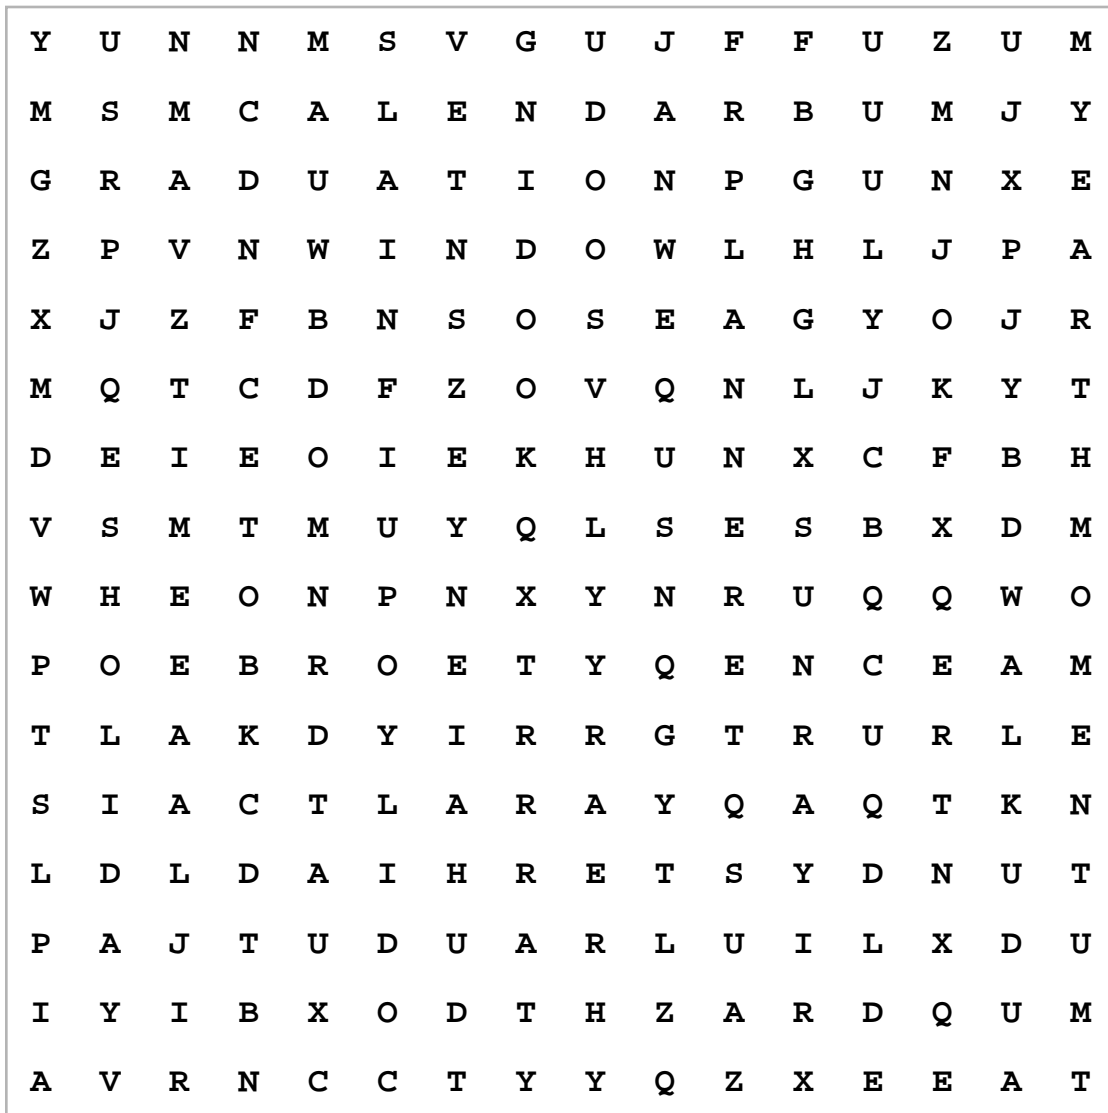 Y U N N M S V G U J F F U Z U M
M S M C A L E N D A R B U M J Y
G R A D U A T I O N P G U N X E
Z P V N W I N D O W L H L J P A
X J Z F B N S O S E A G Y O J R
M Q T C D F Z O V Q N L J K Y T
D E I E O I E K H U N X C F B H
V S M T M U Y Q L S E S B X D M
W H E O N P N X Y N R U Q Q W O
P O E B R O E T Y Q E N C E A M
T L A K D Y I R R G T R U R L E
S I A C T L A R A Y Q A Q T K N
L D L D A I H R E T S Y D N U T
P A J T U D U A R L U I L X D U
I Y I B X O D T H Z A R D Q U M
A V R N C C T Y Y Q Z X E E A T